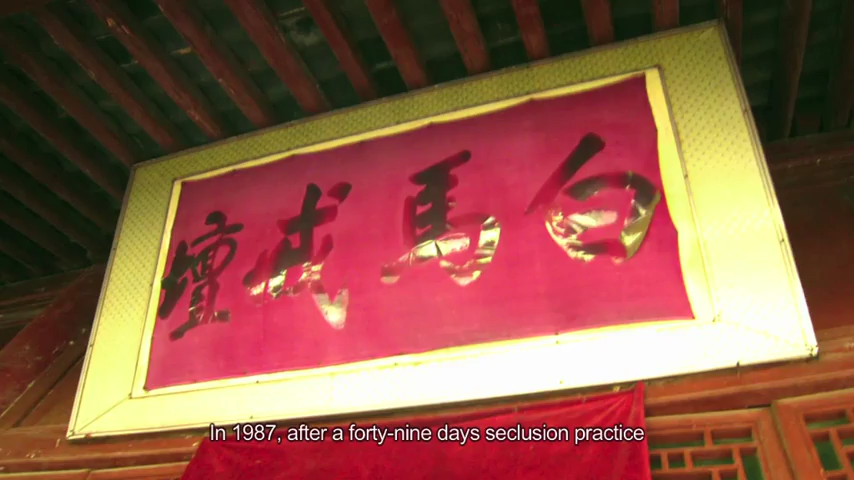 白馬戒壇
In 1987, after a forty-nine days seclusion practice